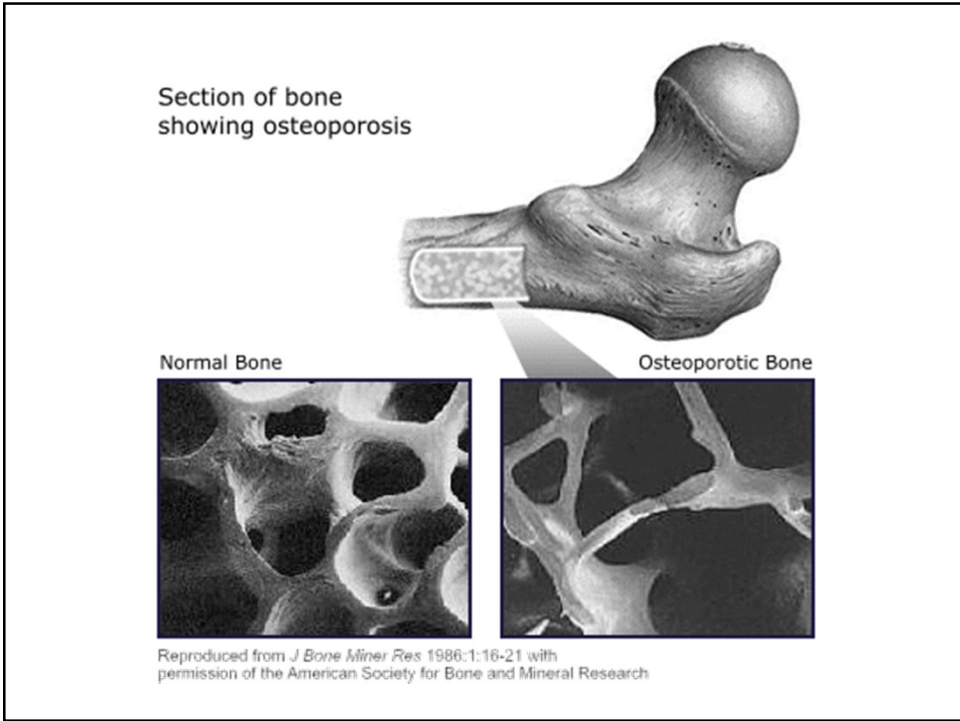 Section of bone
showing osteoporosis
Normal Bone
Osteoporotic Bone
Reproduced from J Bone Miner Res 1986:1:16-21 with
permission of the American Society for Bone and Mineral Research